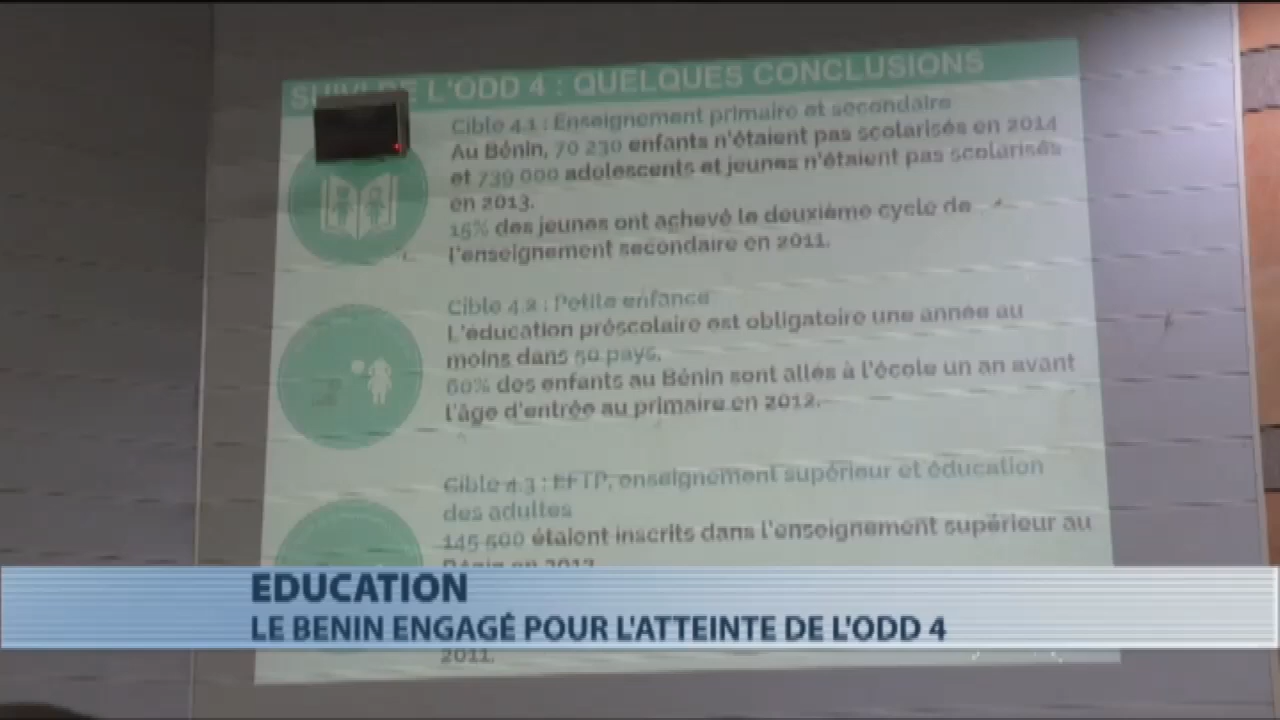 SUIVI DE L'ODD 4 : QUELQUES CONCLUSIONS
Cible 4.1 : Enseignement primaire et secondaire
Au Bénin, 70 230 enfants n'étaient pas scolarisés en 2014
et 739 000 adolescents et jeunes n'étaient pas scolarisés
en 2013.
15% des jeunes ont achevé le deuxième cycle de
l'enseignement secondaire en 2011.
Cible 4.2 : Petite enfance
L'éducation préscolaire est obligatoire une année au
moins dans 50 pays.
60% des enfants au Bénin sont allés à l'école un an avant
l'âge d'entrée au primaire en 2012.
Cible 4.3 : EFTP, enseignement supérieur et éducation
des adultes
145 500 étaient inscrits dans l'enseignement supérieur au
Bénin en
EDUCATION
LE BENIN ENGAGÉ POUR L'ATTEINTE DE L'ODD 4
2011.